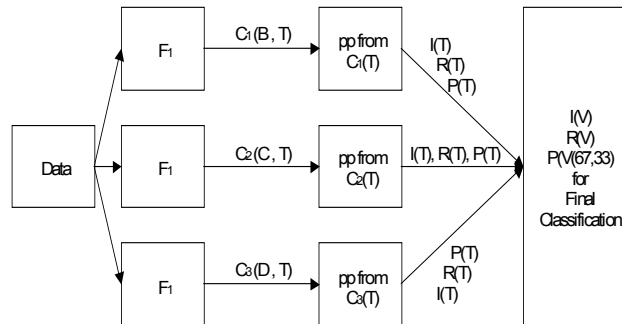 Data
F1
C1(B, T)
pp from
C1(T)
I(T)
R(T)
P(T)
F1
C2(C, T)
pp from
C2(T)
I(T), R(T), P(T)
F1
C3(D, T)
pp from
C3(T)
P(T)
R(T)
I(T)
I(V)
R(V)
P(V(67,33)
for
Final
Classification